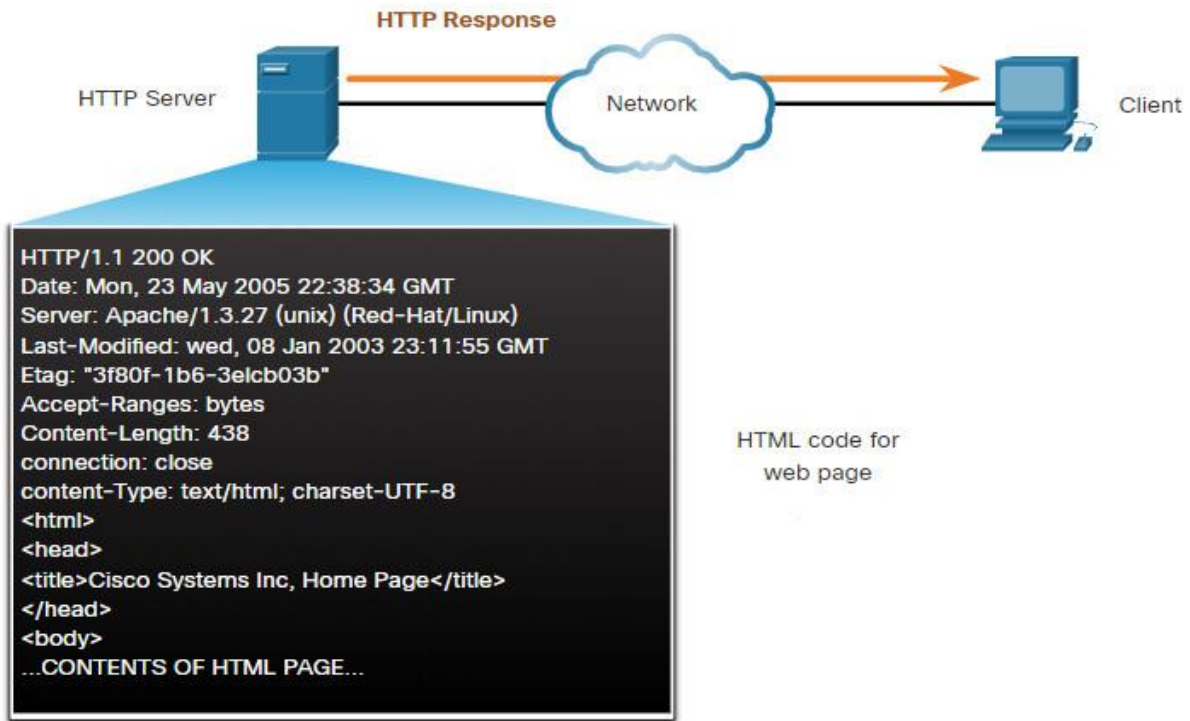 HTTP Response
HTTP Server
Network
Client
HTTP/1.1 200 OK
Date: Mon, 23 May 2005 22:38:34 GMT
Server: Apache/1.3.27 (unix) (Red-Hat/Linux)
Last-Modified: wed, 08 Jan 2003 23:11:55 GMT
Etag: "3f80f-1b6-3elcb03b"
Accept-Ranges: bytes
Content-Length: 438
connection: close
content-Type: text/html; charset-UTF-8
<html>
<head>
<title>Cisco Systems Inc, Home Page</title>
</head>
<body>
...CONTENTS OF HTML PAGE...
HTML code for
web page